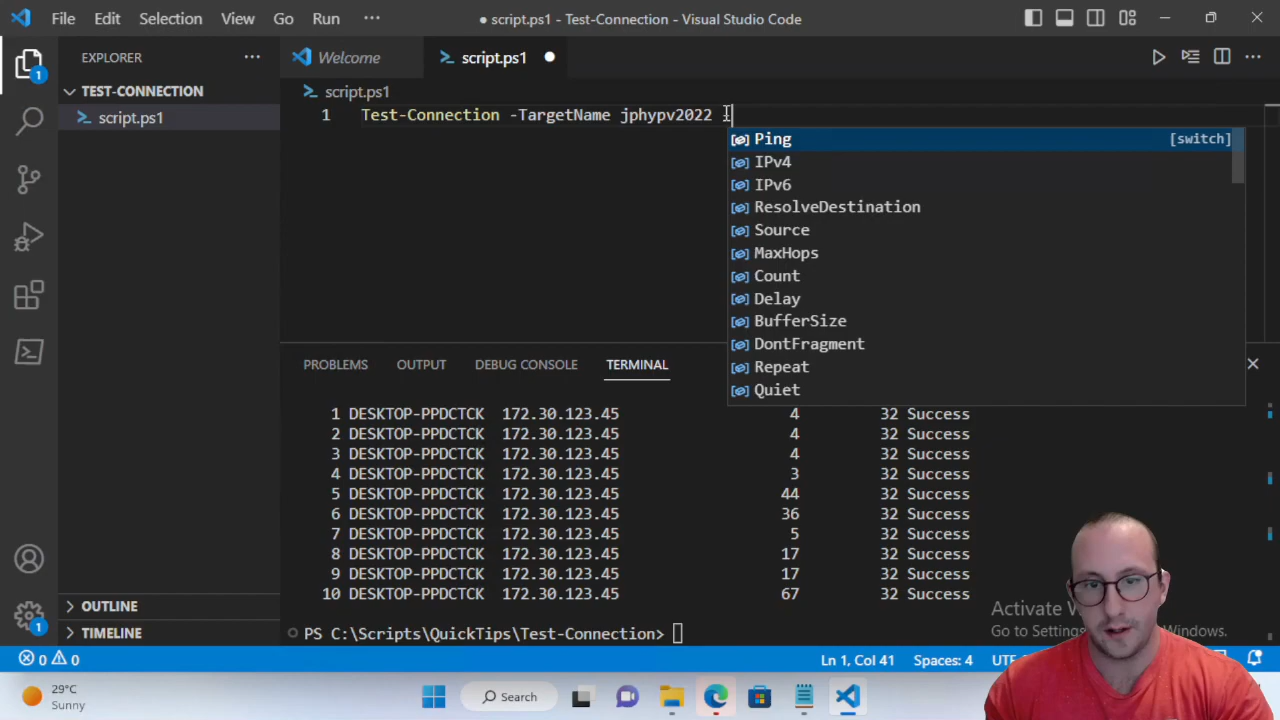 File Edit Selection View Go Run ··· ● script.ps1 - Test-Connection - Visual Studio Code
EXPLORER ···
Welcome
script.ps1 ●
TEST-CONNECTION
script.ps1
script.ps1
1 Test-Connection -TargetName jphypv2022
Ping [switch]
IPv4
IPv6
ResolveDestination
Source
MaxHops
Count
Delay
BufferSize
DontFragment
Repeat
Quiet
PROBLEMS OUTPUT DEBUG CONSOLE TERMINAL
1 DESKTOP-PPDCTCK 172.30.123.45 4 32 Success
2 DESKTOP-PPDCTCK 172.30.123.45 4 32 Success
3 DESKTOP-PPDCTCK 172.30.123.45 4 32 Success
4 DESKTOP-PPDCTCK 172.30.123.45 3 32 Success
5 DESKTOP-PPDCTCK 172.30.123.45 44 32 Success
6 DESKTOP-PPDCTCK 172.30.123.45 36 32 Success
7 DESKTOP-PPDCTCK 172.30.123.45 5 32 Success
8 DESKTOP-PPDCTCK 172.30.123.45 17 32 Success
9 DESKTOP-PPDCTCK 172.30.123.45 17 32 Success
10 DESKTOP-PPDCTCK 172.30.123.45 67 32 Success
PS C:\Scripts\QuickTips\Test-Connection>
OUTLINE
TIMELINE
1
1
Activate W
Go to Settings Windows.
0 0 Ln 1, Col 41 Spaces: 4 UTF-
29°C
Sunny
Search